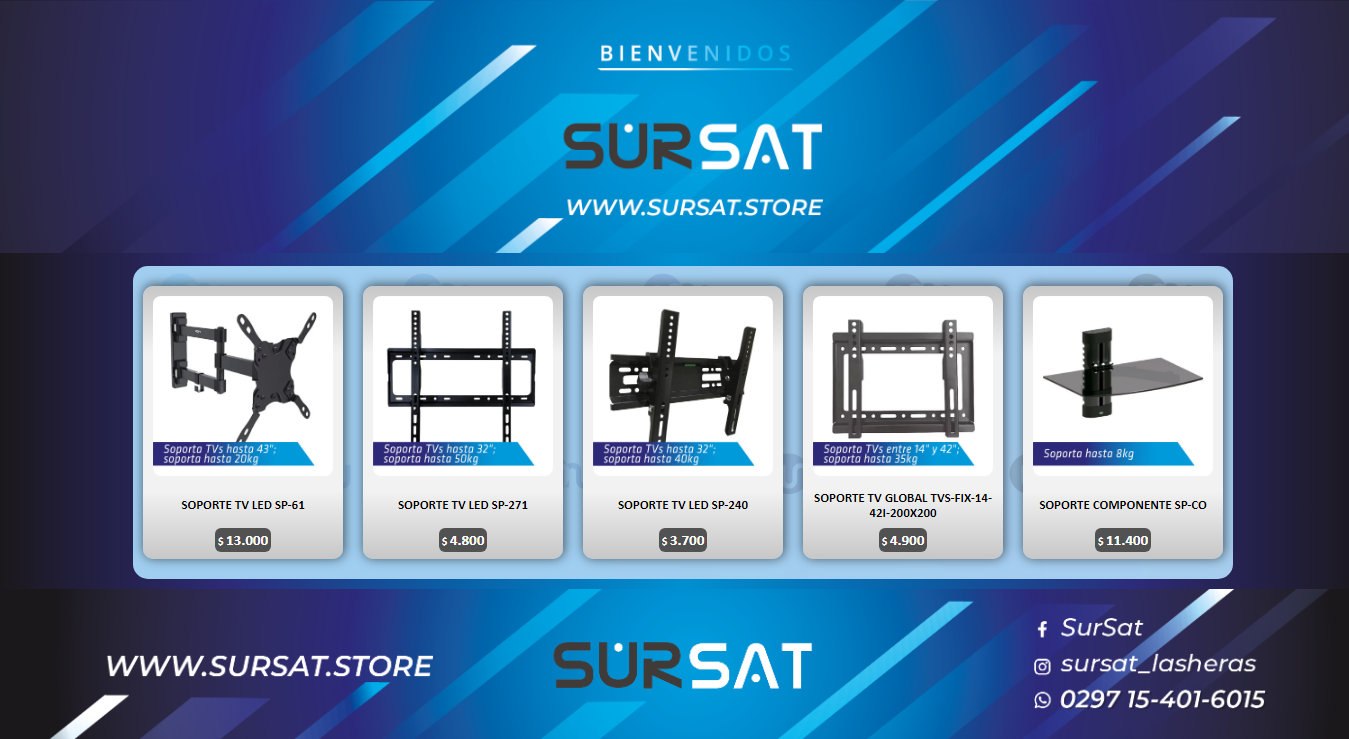 BIENVENIDOS
SURSAT
WWW.SURSAT.STORE
Soporta TVs hasta 43";
soporta hasta 20kg
SOPORTE TV LED SP-61
$ 13.000
Soporta TVs hasta 32";
soporta hasta 50kg
SOPORTE TV LED SP-271
$ 4.800
Soporta TVs hasta 32";
soporta hasta 40kg
SOPORTE TV LED SP-240
$ 3.700
Soporta TVs entre 14" y 42";
soporta hasta 35kg
SOPORTE TV GLOBAL TVS-FIX-14-
42I-200X200
$ 4.900
Soporta hasta 8kg
SOPORTE COMPONENTE SP-CO
$ 11.400
WWW.SURSAT.STORE
SURSAT
SurSat
sursat_lasheras
0297 15-401-6015